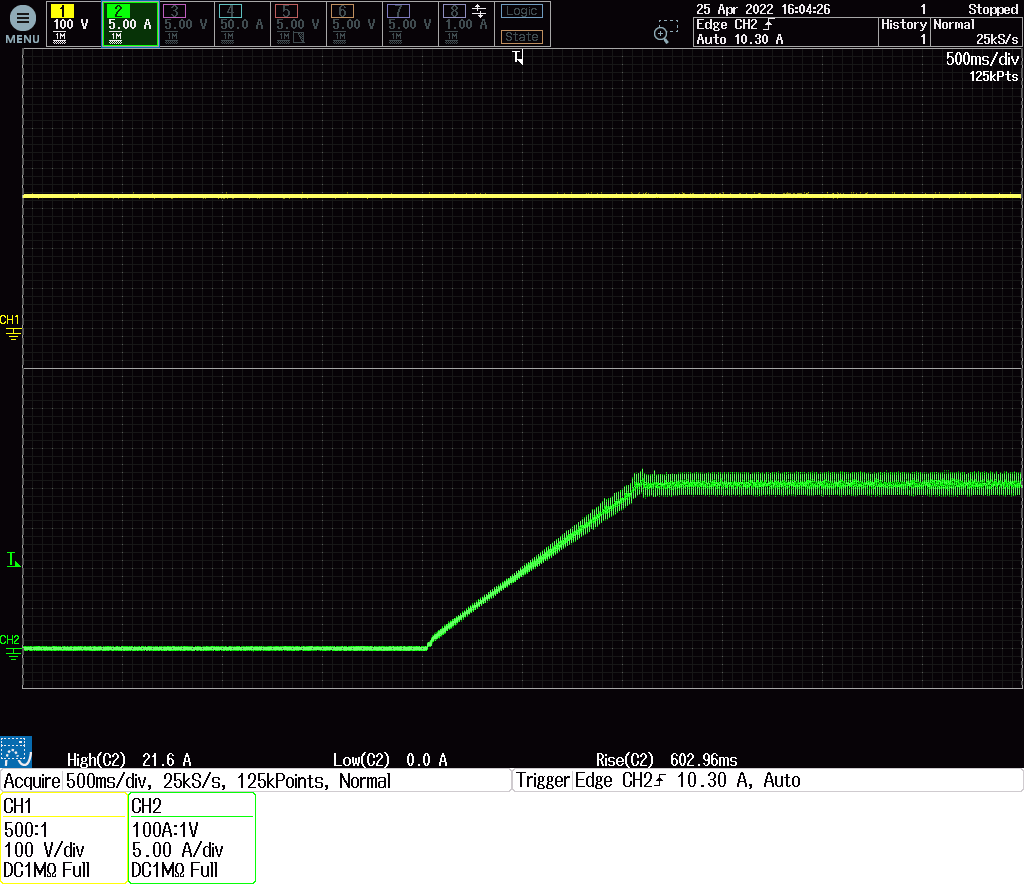 MENU
1 100 V 1M
2 5.00 A 1M
3 5.00 V 1M
4 50.0 A 1M
5 5.00 V 1M
6 5.00 V 1M
7 5.00 V 1M
8 1.00 A 1M
Logic
State
25 Apr 2022 16:04:26 1 Stopped
Edge CH2 History Normal
Auto 10.30 A 1 25kS/s
T 500ms/div
125kPts
CH1
T
CH2
High(C2) 21.6 A Low(C2) 0.0 A Rise(C2) 602.96ms
Acquire 500ms/div, 25kS/s, 125kPoints, Normal Trigger Edge CH2 10.30 A, Auto
CH1 CH2
500:1 100A:1V
100 V/div 5.00 A/div
DC1MΩ Full DC1MΩ Full